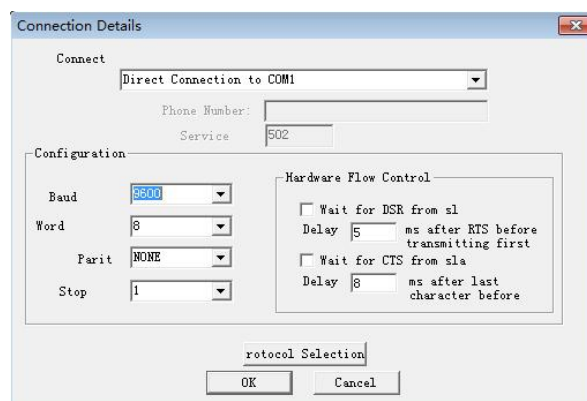 Connection Details
Connect
Direct Connection to COM1
Phone Number:
Service
502
Configuration
Baud
9600
Word
8
Parit
NONE
Stop
1
Hardware Flow Control
Wait for DSR from sl
Delay 5 ms after RTS before
transmitting first
Wait for CTS from sla
Delay 8 ms after last
character before
rotocol Selection
OK
Cancel